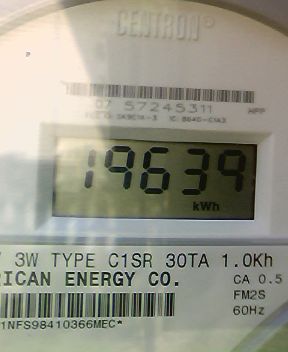 CENTRON®
07 57245311
19639
kWh
3W TYPE C1SR 30TA 1.0Kh
RICAN ENERGY CO.
CA 0.5
FM2S
60Hz
1NFS98410366MEC*